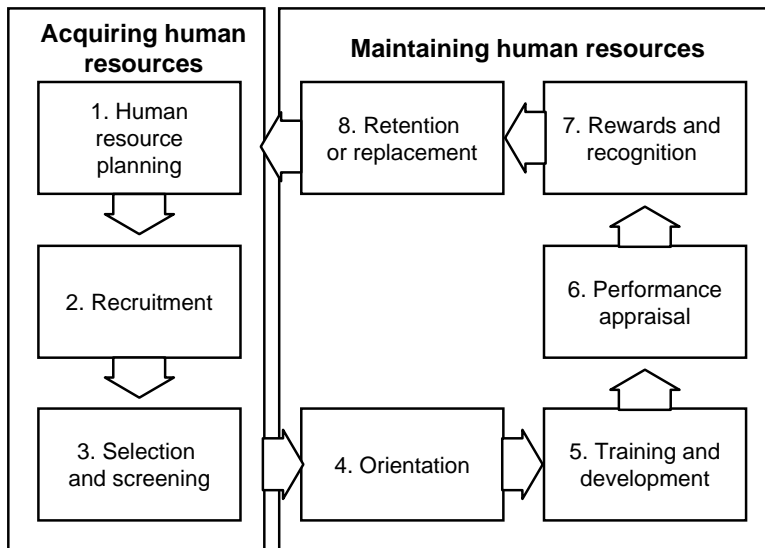 Acquiring human
resources
1. Human
resource
planning
2. Recruitment
3. Selection
and screening
Maintaining human resources
4. Orientation
5. Training and
development
6. Performance
appraisal
7. Rewards and
recognition
8. Retention
or replacement